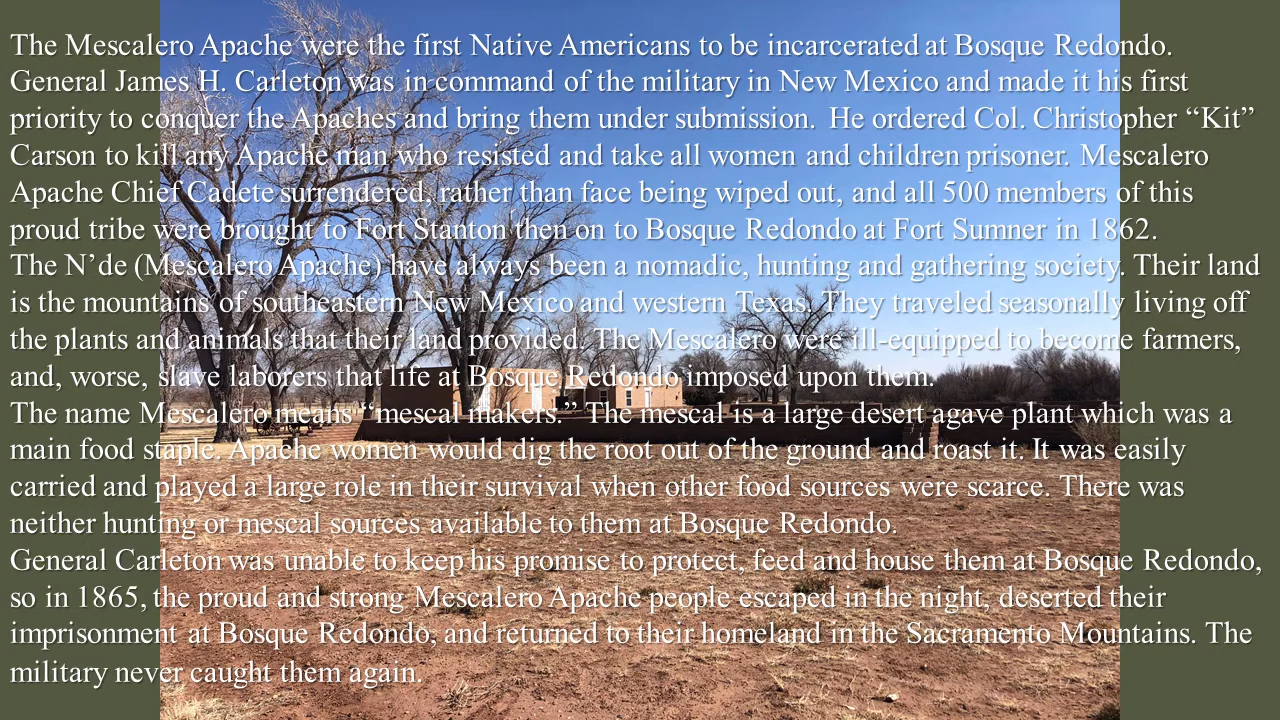 The Mescalero Apache were the first Native Americans to be incarcerated at Bosque Redondo.
General James H. Carleton was in command of the military in New Mexico and made it his first
priority to conquer the Apaches and bring them under submission.  He ordered Col. Christopher “Kit”
Carson to kill any Apache man who resisted and take all women and children prisoner. Mescalero
Apache Chief Cadete surrendered, rather than face being wiped out, and all 500 members of this
proud tribe were brought to Fort Stanton then on to Bosque Redondo at Fort Sumner in 1862.
The N’de (Mescalero Apache) have always been a nomadic, hunting and gathering society. Their land
is the mountains of southeastern New Mexico and western Texas. They traveled seasonally living off
the plants and animals that their land provided. The Mescalero were ill-equipped to become farmers,
and, worse, slave laborers that life at Bosque Redondo imposed upon them.
The name Mescalero means “mescal makers.” The mescal is a large desert agave plant which was a
main food staple. Apache women would dig the root out of the ground and roast it. It was easily
carried and played a large role in their survival when other food sources were scarce. There was
neither hunting or mescal sources available to them at Bosque Redondo.
General Carleton was unable to keep his promise to protect, feed and house them at Bosque Redondo,
so in 1865, the proud and strong Mescalero Apache people escaped in the night, deserted their
imprisonment at Bosque Redondo, and returned to their homeland in the Sacramento Mountains. The
military never caught them again.